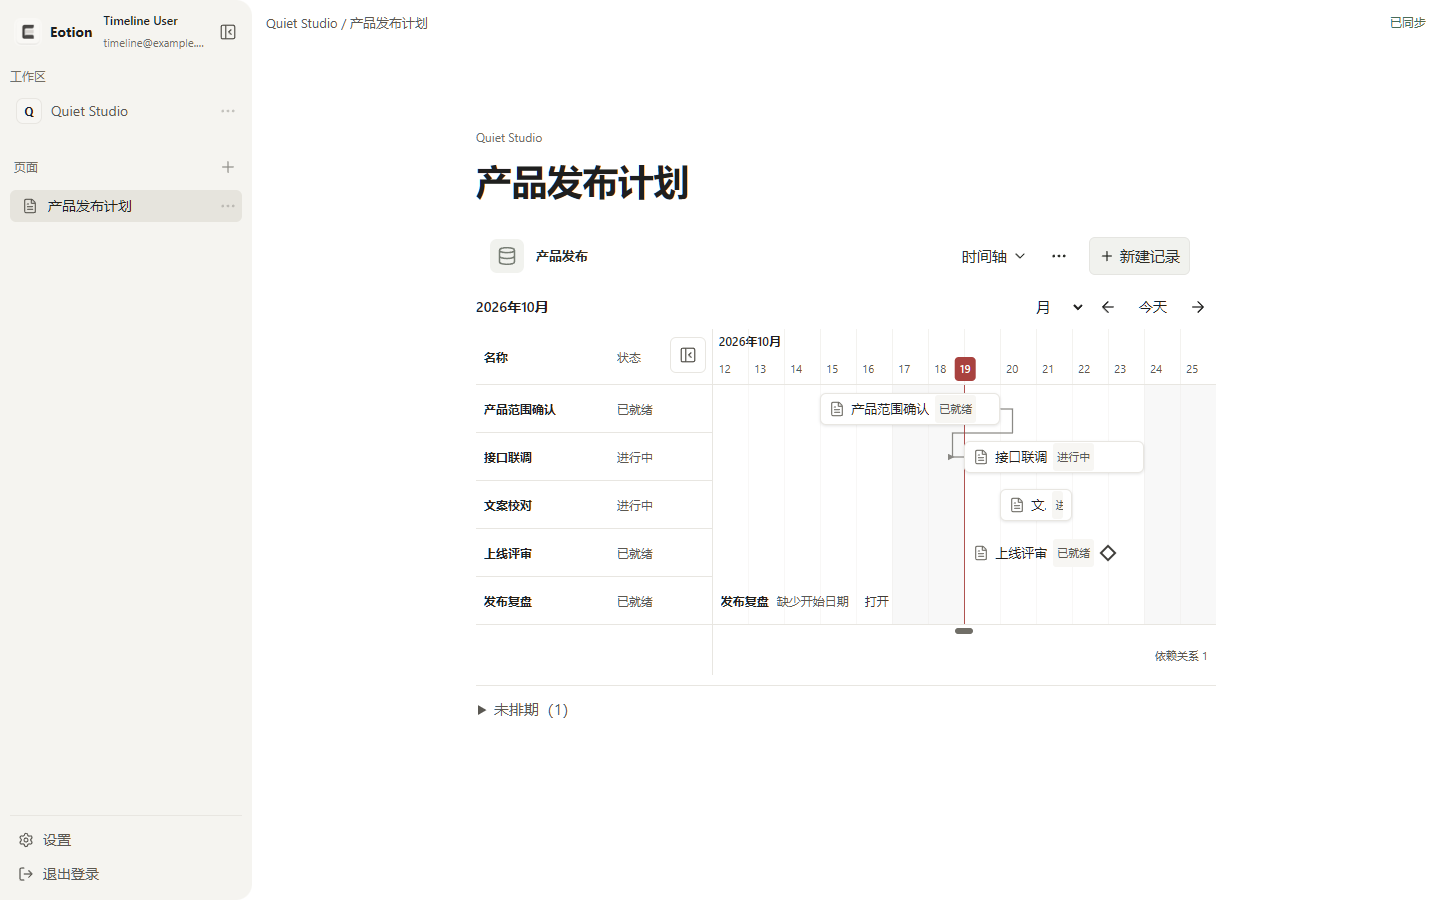 Eotion
Timeline User
timeline@example....
工作区
Q Quiet Studio
页面
产品发布计划
设置
退出登录
Quiet Studio / 产品发布计划
已同步
Quiet Studio
产品发布计划
产品发布
时间轴
新建记录
2026年10月
月
今天
名称 状态
2026年10月
12 13 14 15 16 17 18 19 20 21 22 23 24 25
产品范围确认 已就绪
产品范围确认 已就绪
接口联调 进行中
接口联调 进行中
文案校对 进行中
文.
上线评审 已就绪
上线评审 已就绪
发布复盘 已就绪
发布复盘 缺少开始日期 打开
依赖关系 1
未排期（1）